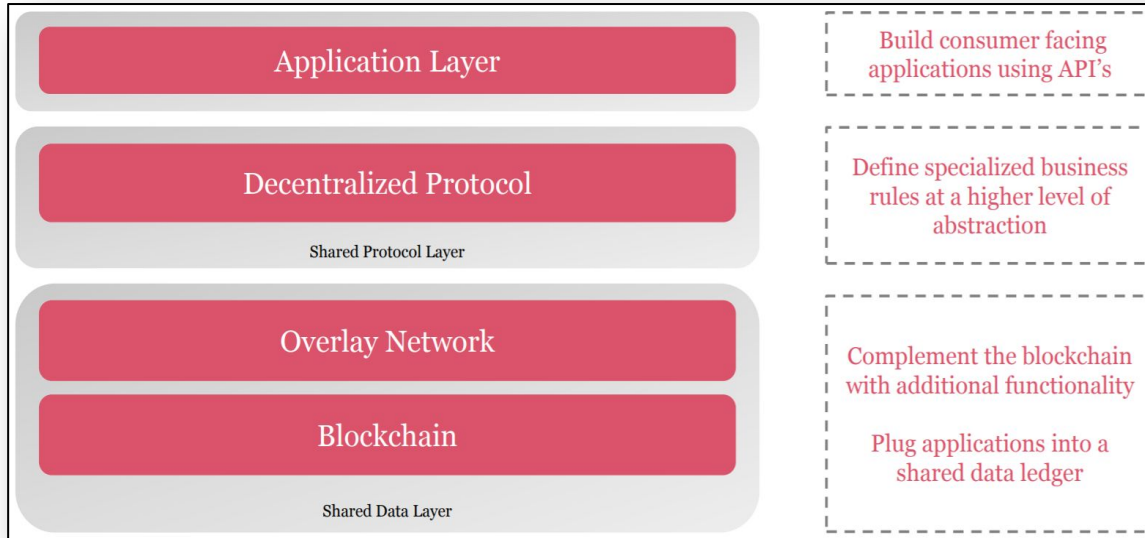 Application Layer
Build consumer facing
applications using API's
Decentralized Protocol
Shared Protocol Layer
Define specialized business
rules at a higher level of
abstraction
Overlay Network
Blockchain
Shared Data Layer
Complement the blockchain
with additional functionality
Plug applications into a
shared data ledger